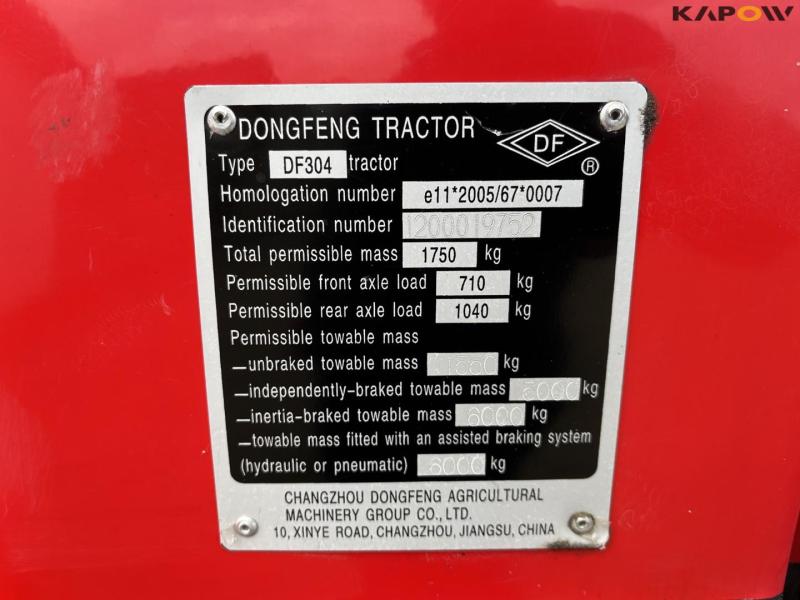 KAPOW
DONGFENG TRACTOR
DF
®
Type DF304 tractor
Homologation number e11*2005/67*0007
Identification number 1200019752
Total permissible mass 1750 kg
Permissible front axle load 710 kg
Permissible rear axle load 1040 kg
Permissible towable mass
—unbraked towable mass kg
—independently-braked towable mass kg
—inertia-braked towable mass 6000 kg
—towable mass fitted with an assisted braking system
(hydraulic or pneumatic) 6000 kg
CHANGZHOU DONGFENG AGRICULTURAL
MACHINERY GROUP CO., LTD.
10, XINYE ROAD, CHANGZHOU, JIANGSU, CHINA